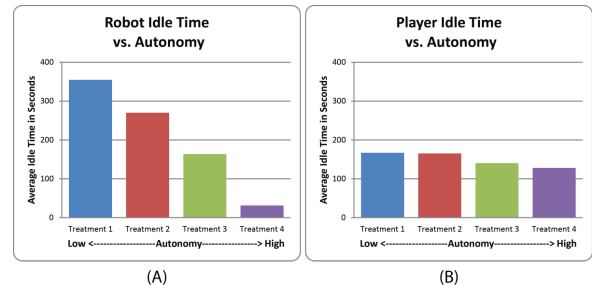 Robot Idle Time
vs. Autonomy
Average Idle Time in Seconds
400
300
200
100
0
Treatment 1 Treatment 2 Treatment 3 Treatment 4
Low <------------------Autonomy----------------> High
(A)
Player Idle Time
vs. Autonomy
Average Idle Time in Seconds
400
300
200
100
0
Treatment 1 Treatment 2 Treatment 3 Treatment 4
Low <------------------Autonomy----------------> High
(B)